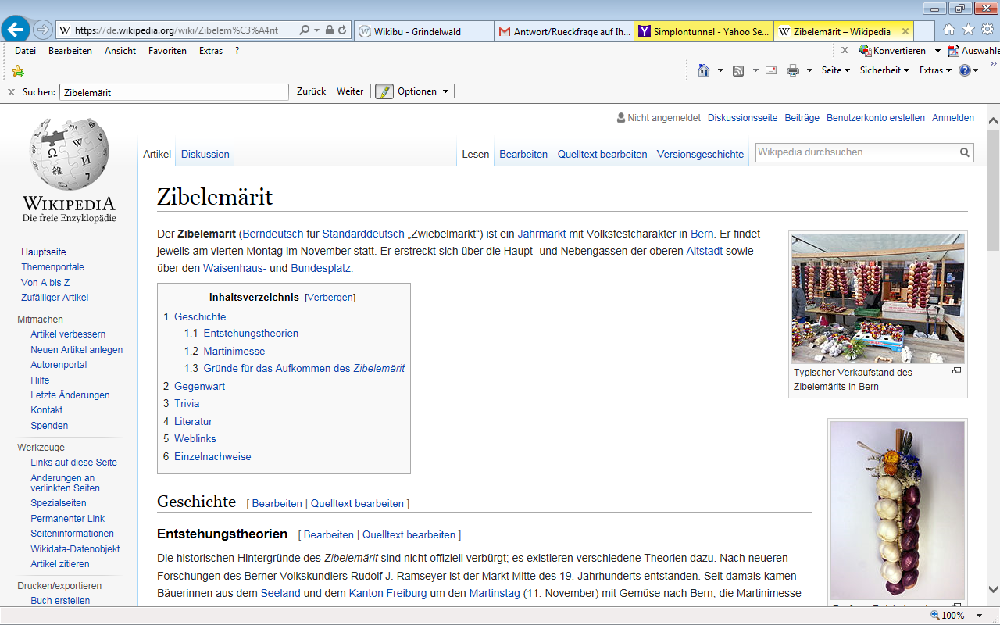 https://de.wikipedia.org/wiki/Zibelem%C3%A4rit
Wikibu - Grindelwald
Antwort/Rueckfrage auf Ih...
Simplontunnel - Yahoo Se...
Zibelemärit – Wikipedia
Datei Bearbeiten Ansicht Favoriten Extras ?
Konvertieren Auswähle
Seite Sicherheit Extras
Suchen: Zibelemärit Zurück Weiter Optionen
Nicht angemeldet Diskussionsseite Beiträge Benutzerkonto erstellen Anmelden
Artikel Diskussion Lesen Bearbeiten Quelltext bearbeiten Versionsgeschichte Wikipedia durchsuchen
WIKIPEDIA
Die freie Enzyklopädie
Hauptseite
Themenportale
Von A bis Z
Zufälliger Artikel
Mitmachen
Artikel verbessern
Neuen Artikel anlegen
Autorenportal
Hilfe
Letzte Änderungen
Kontakt
Spenden
Werkzeuge
Links auf diese Seite
Änderungen an
verlinkten Seiten
Spezialseiten
Permanenter Link
Seiteninformationen
Wikidata-Datenobjekt
Artikel zitieren
Drucken/exportieren
Buch erstellen
Zibelemärit
Der Zibelemärit (Berndeutsch für Standarddeutsch „Zwiebelmarkt“) ist ein Jahrmarkt mit Volksfestcharakter in Bern. Er findet
jeweils am vierten Montag im November statt. Er erstreckt sich über die Haupt- und Nebengassen der oberen Altstadt sowie
über den Waisenhaus- und Bundesplatz.
Inhaltsverzeichnis [Verbergen]
1 Geschichte
1.1 Entstehungstheorien
1.2 Martinimesse
1.3 Gründe für das Aufkommen des Zibelemärit
2 Gegenwart
3 Trivia
4 Literatur
5 Weblinks
6 Einzelnachweise
Typischer Verkaufstand des
Zibelemärits in Bern
Geschichte [ Bearbeiten | Quelltext bearbeiten ]
Entstehungstheorien [ Bearbeiten | Quelltext bearbeiten ]
Die historischen Hintergründe des Zibelemärit sind nicht offiziell verbürgt; es existieren verschiedene Theorien dazu. Nach neueren
Forschungen des Berner Volkskundlers Rudolf J. Ramseyer ist der Markt Mitte des 19. Jahrhunderts entstanden. Seit damals kamen
Bäuerinnen aus dem Seeland und dem Kanton Freiburg um den Martinstag (11. November) mit Gemüse nach Bern; die Martinimesse
100%